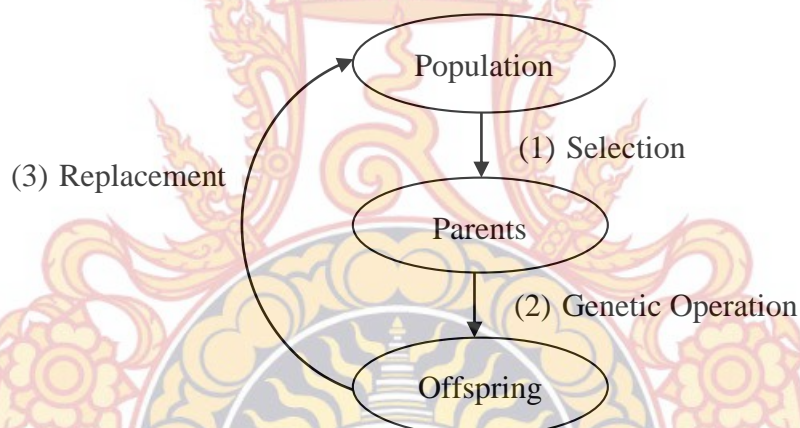 Population
(1) Selection
(3) Replacement
Parents
(2) Genetic Operation
Offspring